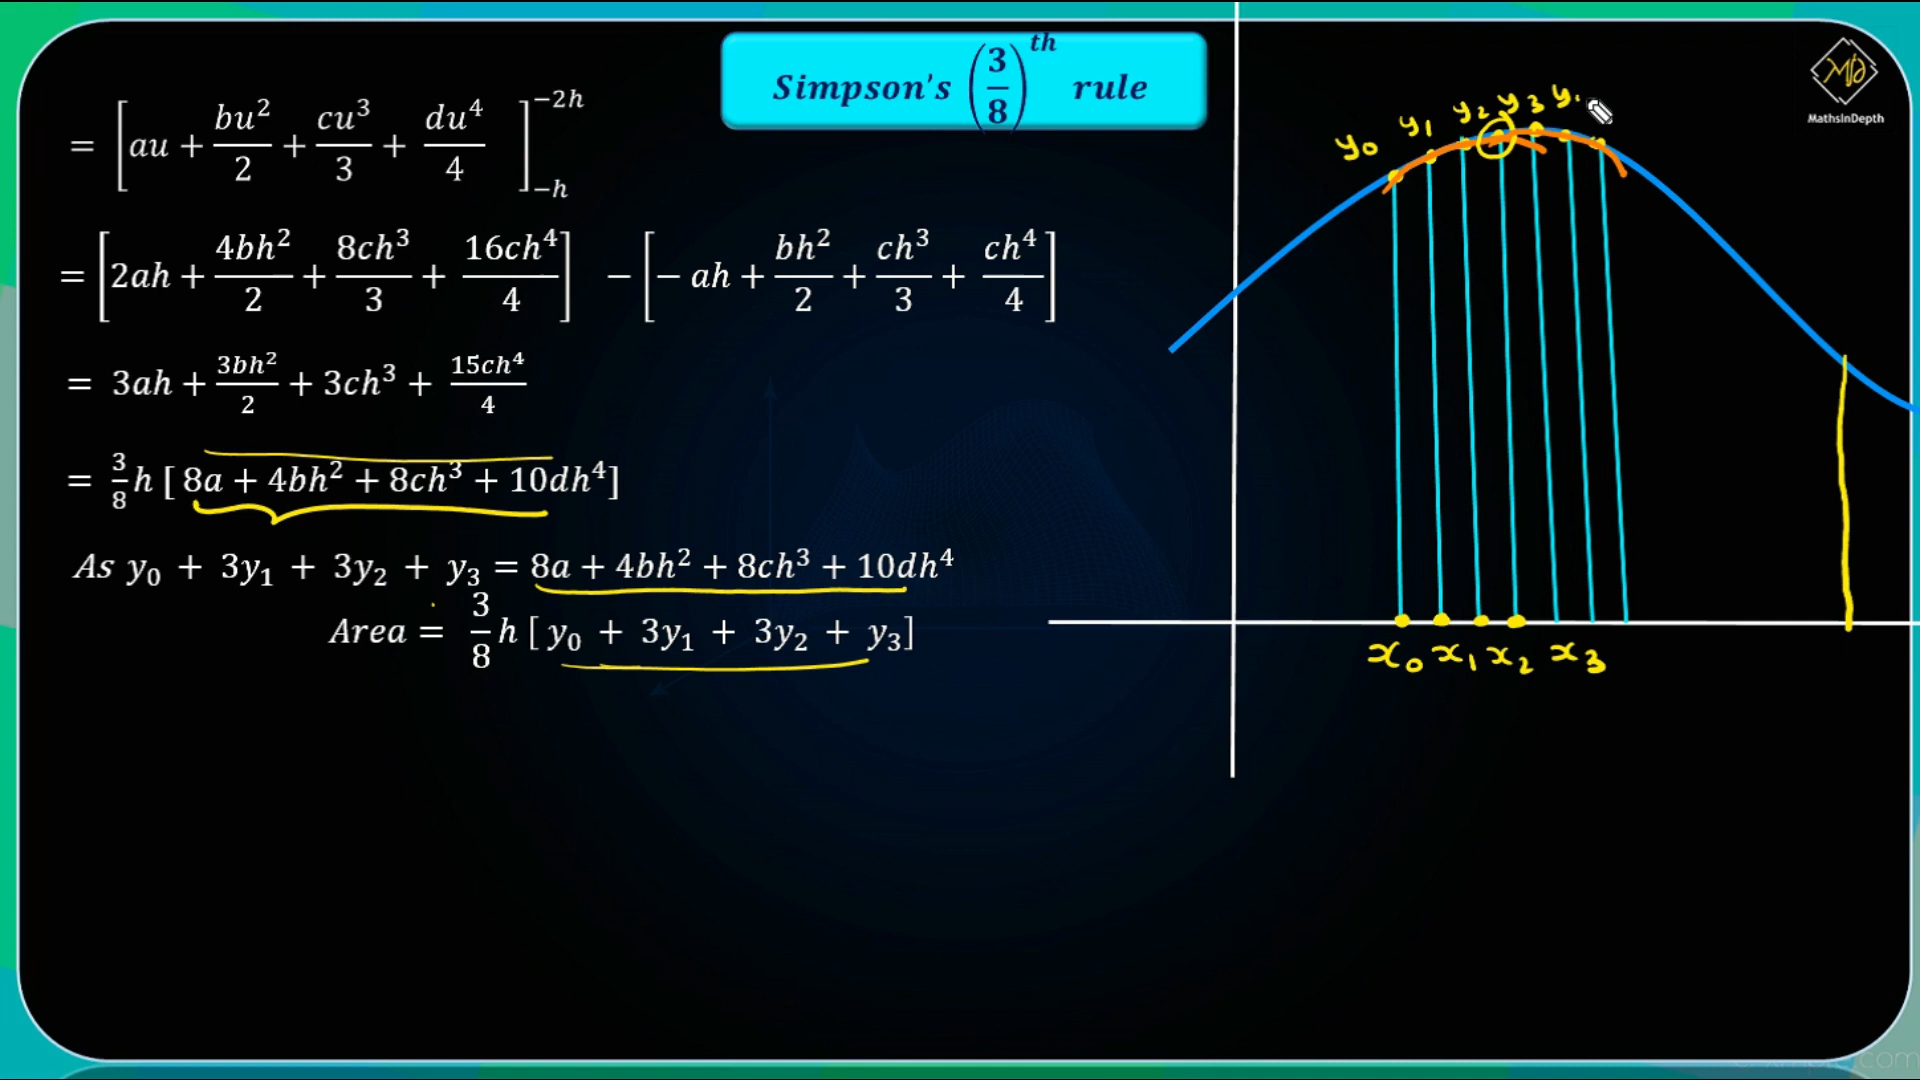 Simpson's (3/8)^th rule
= [au + bu²/2 + cu³/3 + du⁴/4]_{-h}^{-2h}
= [2ah + 4bh²/2 + 8ch³/3 + 16ch⁴/4] - [- ah + bh²/2 + ch³/3 + ch⁴/4]
= 3ah + 3bh²/2 + 3ch³ + 15ch⁴/4
= 3/8 h [ 8a + 4bh² + 8ch³ + 10dh⁴]
As y₀ + 3y₁ + 3y₂ + y₃ = 8a + 4bh² + 8ch³ + 10dh⁴
Area = 3/8 h [ y₀ + 3y₁ + 3y₂ + y₃]
y₀ y₁ y₂ y₃ y
x₀ x₁ x₂ x₃
MathsInDepth